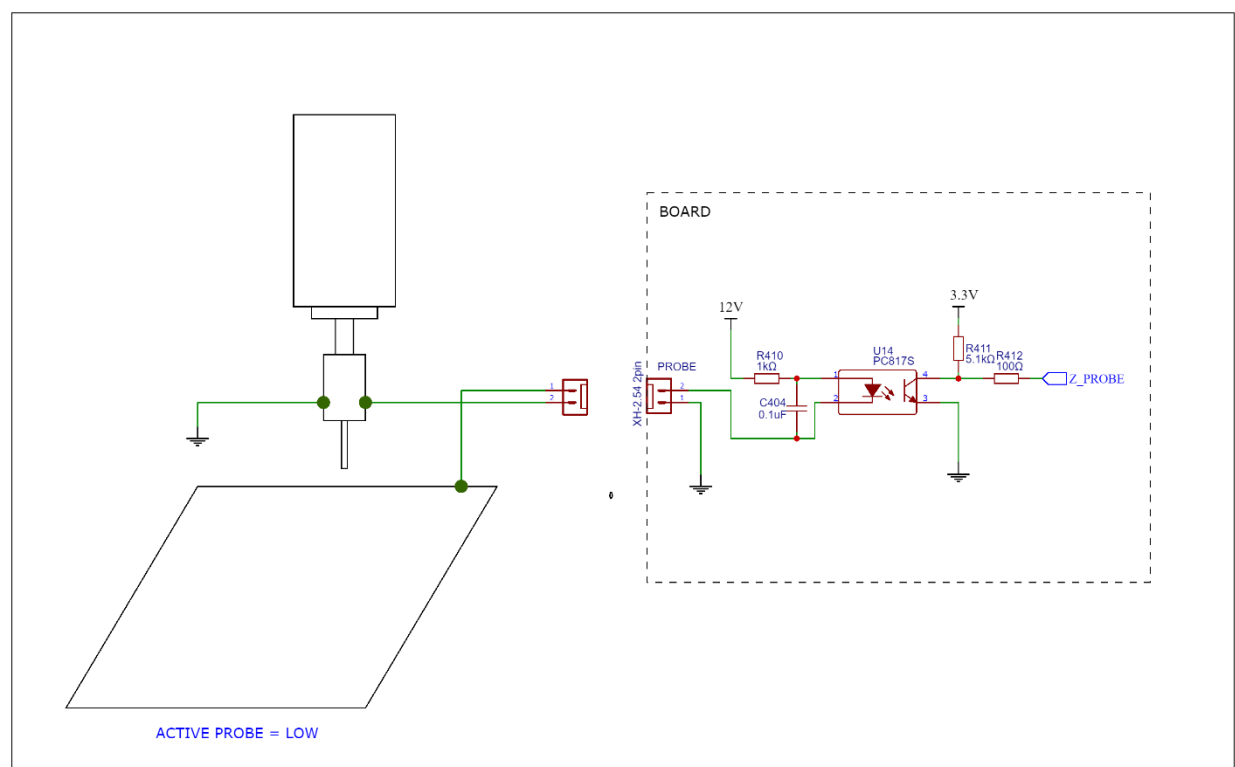 BOARD
3.3V
12V
R410
1kΩ
U14
PC817S
R411
5.1kΩ
R412
100Ω
PROBE
XH-2.54 2pin
1
2
2
1
C404
0.1uF
1
2
4
3
Z_PROBE
0
ACTIVE PROBE = LOW